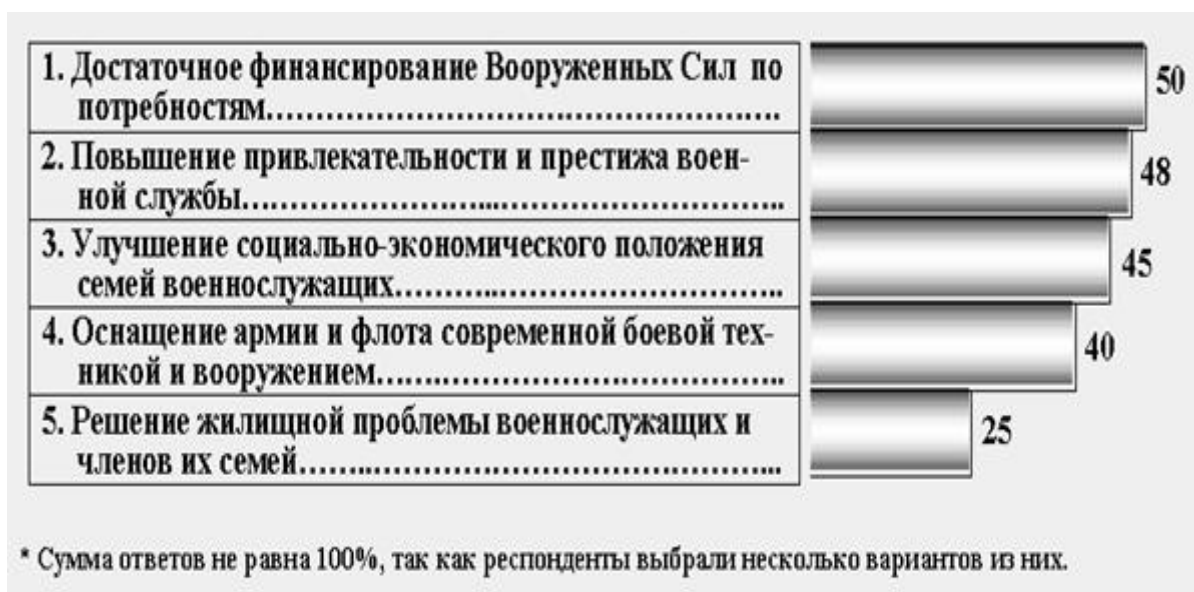 1. Достаточное финансирование Вооруженных Сил по
потребностям……………………………………………………….
50
2. Повышение привлекательности и престижа воен-
ной службы…………………………...…………………………..
48
3. Улучшение социально-экономического положения
семей военнослужащих………...…………………………..
45
4. Оснащение армии и флота современной боевой тех-
никой и вооружением…….………………………………..
40
5. Решение жилищной проблемы военнослужащих и
членов их семей……...……………………………………...
25
* Сумма ответов не равна 100%, так как респонденты выбрали несколько вариантов из них.